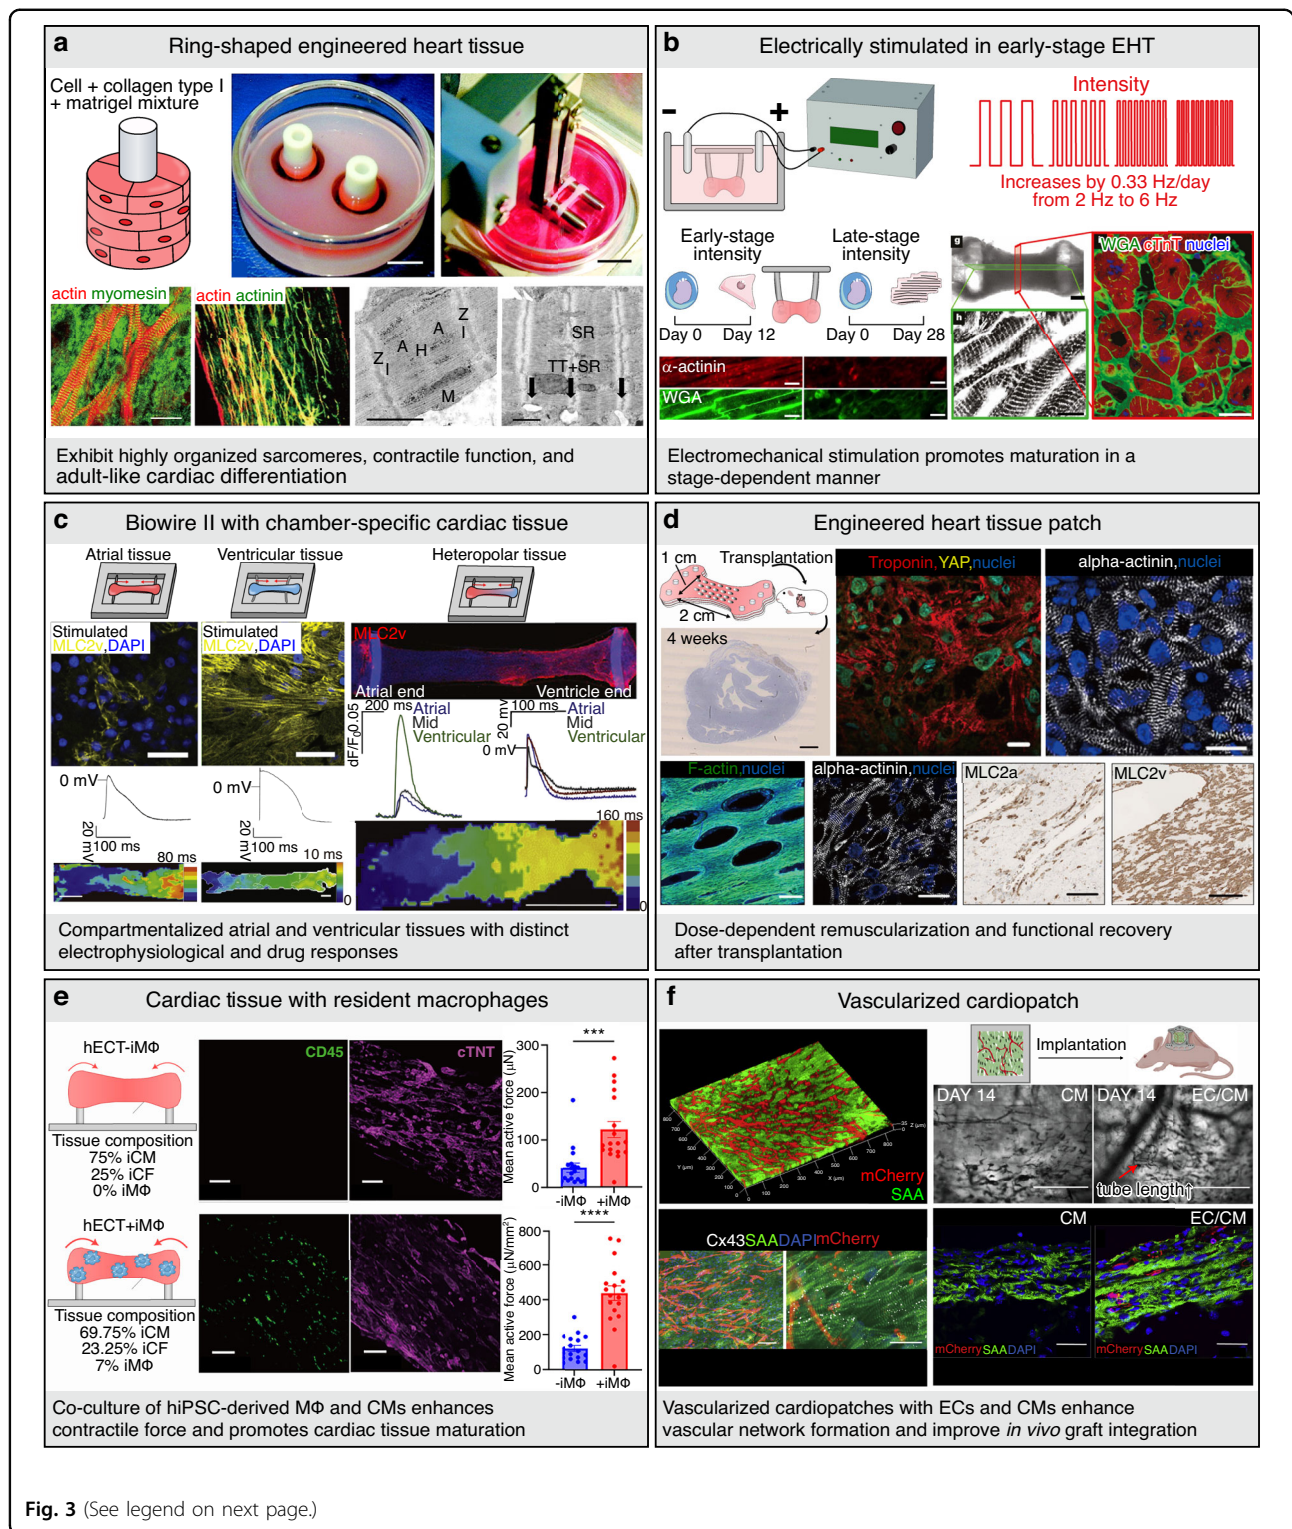 a
Ring-shaped engineered heart tissue
Cell + collagen type I
+ matrigel mixture
actin myomesin
actin actinin
Z
I
A
A
H
Z
I
M
SR
TT+SR
Exhibit highly organized sarcomeres, contractile function, and
adult-like cardiac differentiation
b
Electrically stimulated in early-stage EHT
-
+
Intensity
Increases by 0.33 Hz/day
from 2 Hz to 6 Hz
Early-stage
intensity
Late-stage
intensity
Day 0
Day 12
Day 0
Day 28
α-actinin
WGA
g
h
WGA cTnT nuclei
Electromechanical stimulation promotes maturation in a
stage-dependent manner
c
Biowire II with chamber-specific cardiac tissue
Atrial tissue
Ventricular tissue
Heteropolar tissue
Stimulated
MLC2v,DAPI
Stimulated
MLC2v,DAPI
MLC2v
Atrial end
Ventricle end
200 ms
dF/F₀0.05
Atrial
Mid
Ventricular
100 ms
20 mV
0 mV
Atrial
Mid
Ventricular
0 mV
20 mV
100 ms
0 mV
20 mV
100 ms
80 ms
10 ms
0
160 ms
0
Compartmentalized atrial and ventricular tissues with distinct
electrophysiological and drug responses
d
Engineered heart tissue patch
1 cm
2 cm
Transplantation
4 weeks
Troponin,YAP,nuclei
alpha-actinin,nuclei
F-actin,nuclei
alpha-actinin,nuclei
MLC2a
MLC2v
Dose-dependent remuscularization and functional recovery
after transplantation
e
Cardiac tissue with resident macrophages
hECT-iMΦ
Tissue composition
75% iCM
25% iCF
0% iMΦ
CD45
cTNT
Mean active force (μN)
300
200
100
0
***
-iMΦ
+iMΦ
hECT+iMΦ
Tissue composition
69.75% iCM
23.25% iCF
7% iMΦ
Mean active force (μN/mm²)
800
600
400
200
0
****
-iMΦ
+iMΦ
Co-culture of hiPSC-derived MΦ and CMs enhances
contractile force and promotes cardiac tissue maturation
f
Vascularized cardiopatch
mCherry
SAA
Implantation
DAY 14
CM
DAY 14
EC/CM
tube length↑
Cx43SAADAPImCherry
CM
mCherrySAADAPI
EC/CM
mCherrySAADAPI
Vascularized cardiopatches with ECs and CMs enhance
vascular network formation and improve in vivo graft integration
Fig. 3 (See legend on next page.)